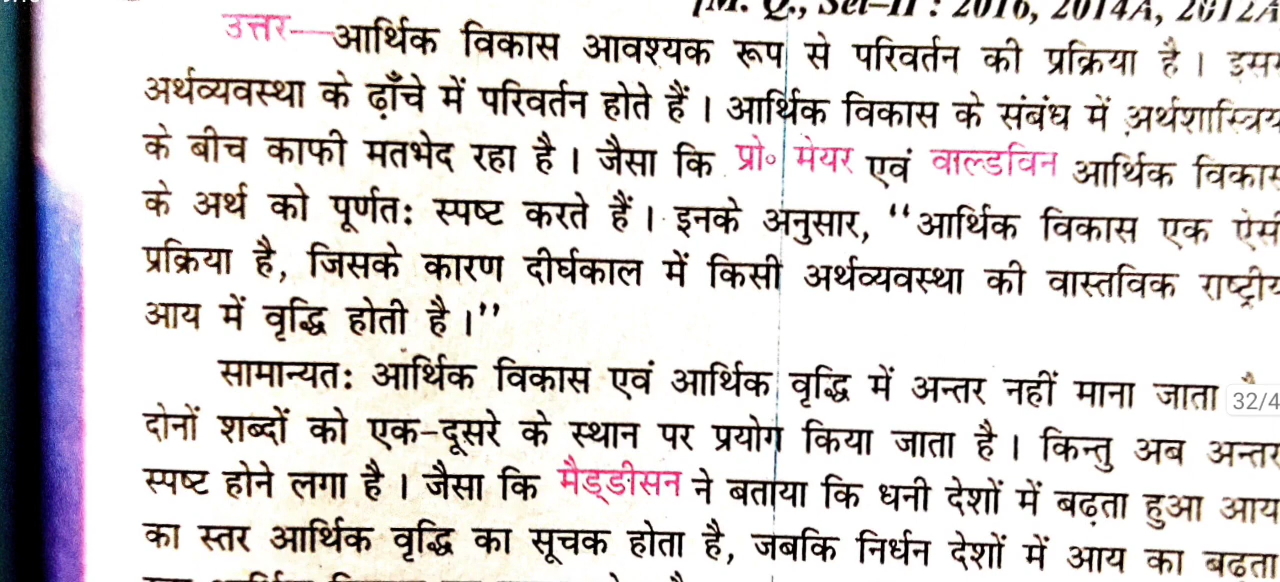 [M. Q., Set-II : 2016, 2014A, 2012A
उत्तर—आर्थिक विकास आवश्यक रूप से परिवर्तन की प्रक्रिया है। इस
अर्थव्यवस्था के ढाँचे में परिवर्तन होते हैं। आर्थिक विकास के संबंध में अर्थशास्त्रिय
के बीच काफी मतभेद रहा है। जैसा कि प्रो॰ मेयर एवं वाल्डविन आर्थिक विकास
के अर्थ को पूर्णतः स्पष्ट करते हैं। इनके अनुसार, “आर्थिक विकास एक ऐसी
प्रक्रिया है, जिसके कारण दीर्घकाल में किसी अर्थव्यवस्था की वास्तविक राष्ट्रीय
आय में वृद्धि होती है।”
सामान्यतः आर्थिक विकास एवं आर्थिक वृद्धि में अन्तर नहीं माना जाता
32/4
दोनों शब्दों को एक-दूसरे के स्थान पर प्रयोग किया जाता है। किन्तु अब अन्तर
स्पष्ट होने लगा है। जैसा कि मैड्डीसन ने बताया कि धनी देशों में बढ़ता हुआ आय
का स्तर आर्थिक वृद्धि का सूचक होता है, जबकि निर्धन देशों में आय का बढ़ता